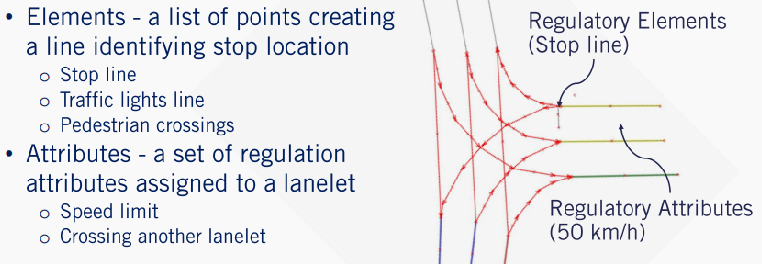 • Elements - a list of points creating
a line identifying stop location
o Stop line
o Traffic lights line
o Pedestrian crossings
• Attributes - a set of regulation
attributes assigned to a lanelet
o Speed limit
o Crossing another lanelet
Regulatory Elements
(Stop line)
Regulatory Attributes
(50 km/h)